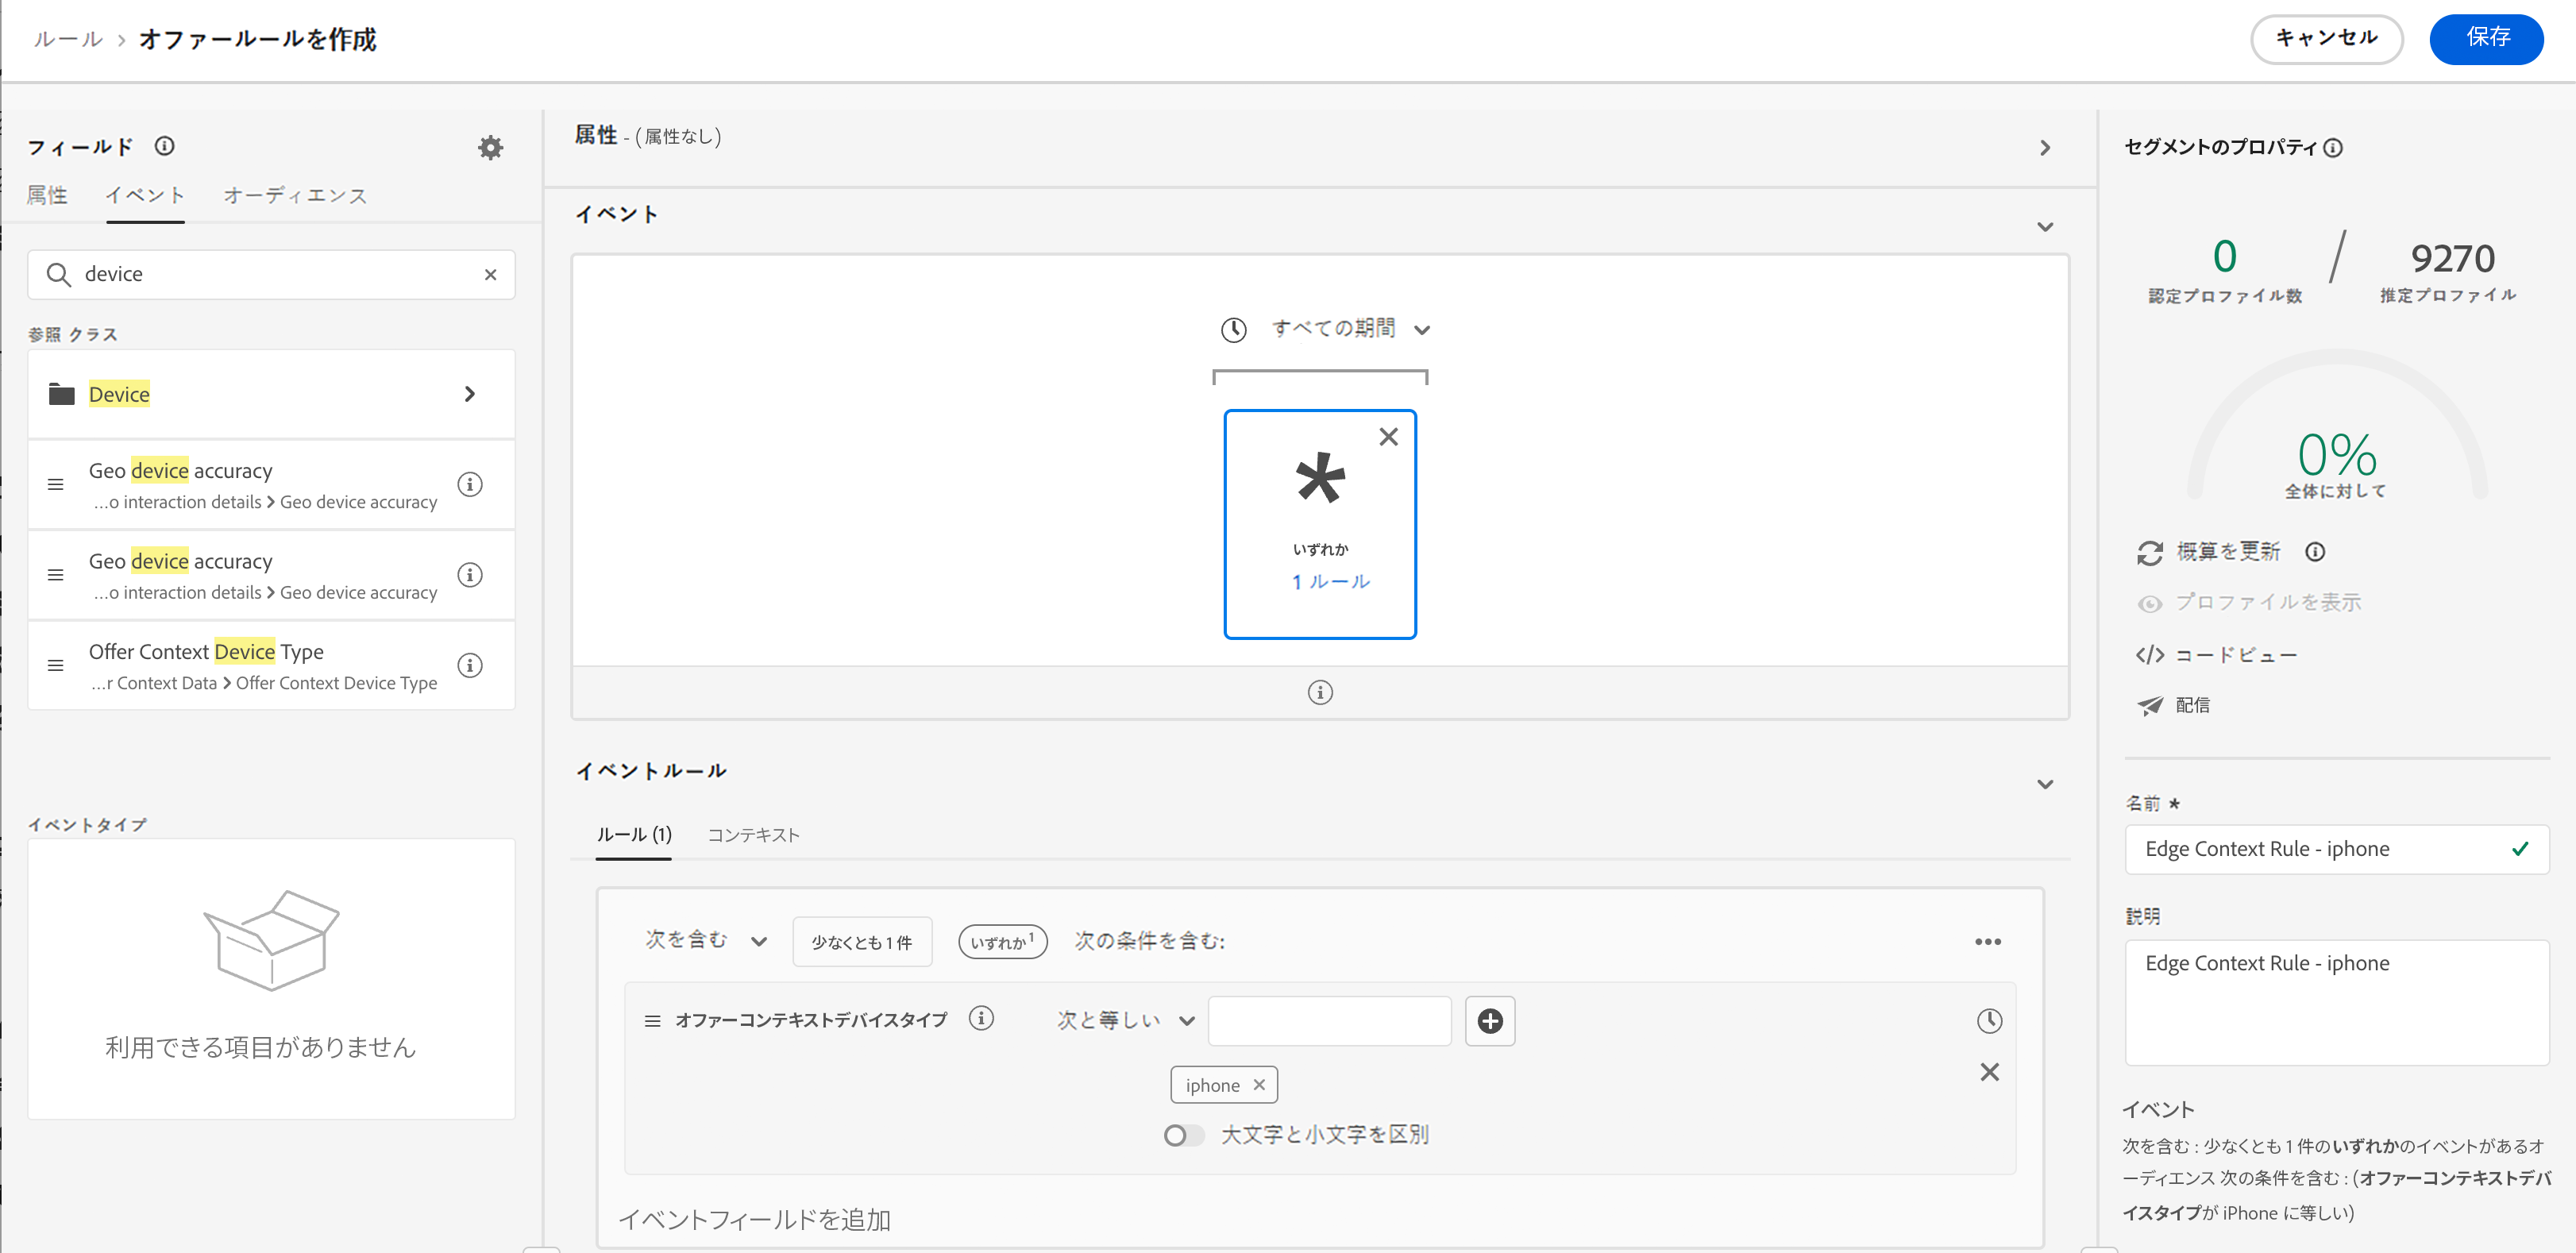 ルール > オファールールを作成
キャンセル
保存
フィールド
属性 イベント オーディエンス
device
参照 クラス
Device
Geo device accuracy
...o interaction details > Geo device accuracy
Geo device accuracy
...o interaction details > Geo device accuracy
Offer Context Device Type
...r Context Data > Offer Context Device Type
イベントタイプ
利用できる項目がありません
属性 - (属性なし)
イベント
すべての期間
*
いずれか
1 ルール
イベントルール
ルール (1) コンテキスト
次を含む 少なくとも 1 件 いずれか1 次の条件を含む:
オファーコンテキストデバイスタイプ 次と等しい
iphone
大文字と小文字を区別
イベントフィールドを追加
セグメントのプロパティ
0 / 9270
認定プロファイル数 推定プロファイル
0%
全体に対して
概算を更新
プロファイルを表示
</> コードビュー
配信
名前 *
Edge Context Rule - iphone
説明
Edge Context Rule - iphone
イベント
次を含む : 少なくとも 1 件のいずれかのイベントがあるオ
ーディエンス 次の条件を含む : (オファーコンテキストデバ
イスタイプが iPhone に等しい)